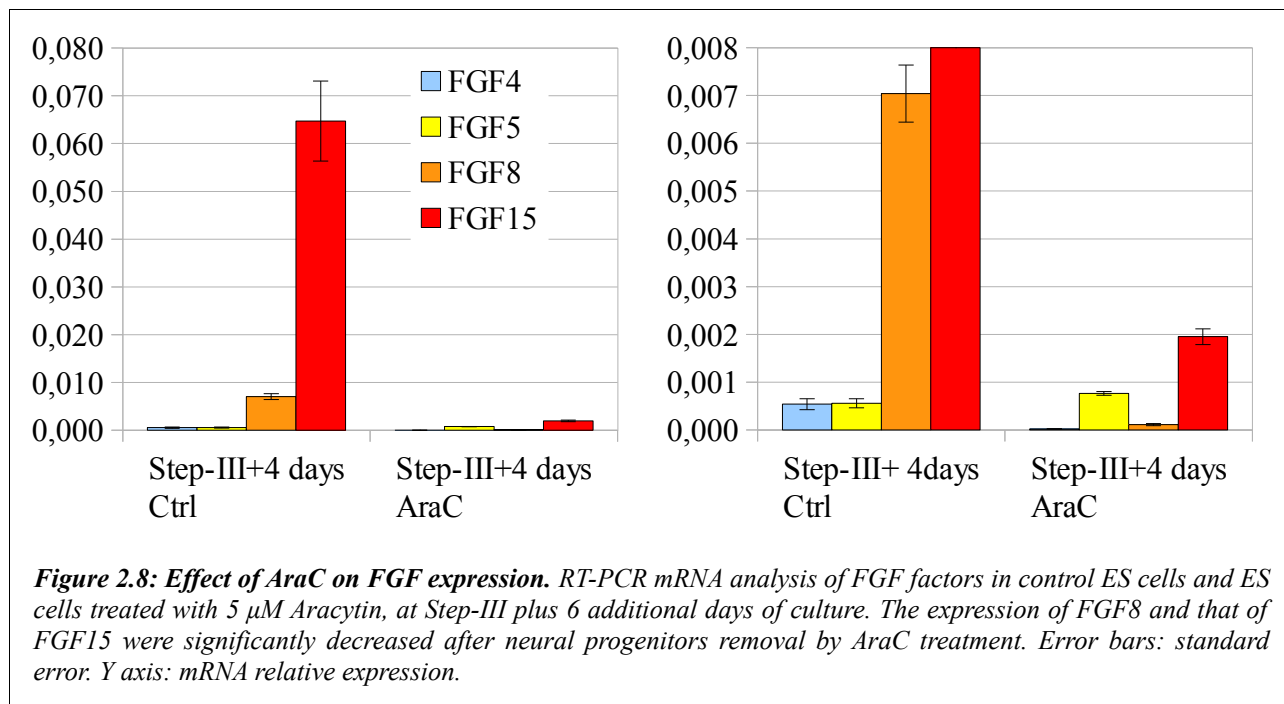 0,080
0,070
0,060
0,050
0,040
0,030
0,020
0,010
0,000
FGF4
FGF5
FGF8
FGF15
Step-III+4 days
Ctrl
Step-III+4 days
AraC
0,008
0,007
0,006
0,005
0,004
0,003
0,002
0,001
0,000
Step-III+ 4days
Ctrl
Step-III+4 days
AraC
Figure 2.8: Effect of AraC on FGF expression. RT-PCR mRNA analysis of FGF factors in control ES cells and ES
cells treated with 5 μM Aracytin, at Step-III plus 6 additional days of culture. The expression of FGF8 and that of
FGF15 were significantly decreased after neural progenitors removal by AraC treatment. Error bars: standard
error. Y axis: mRNA relative expression.